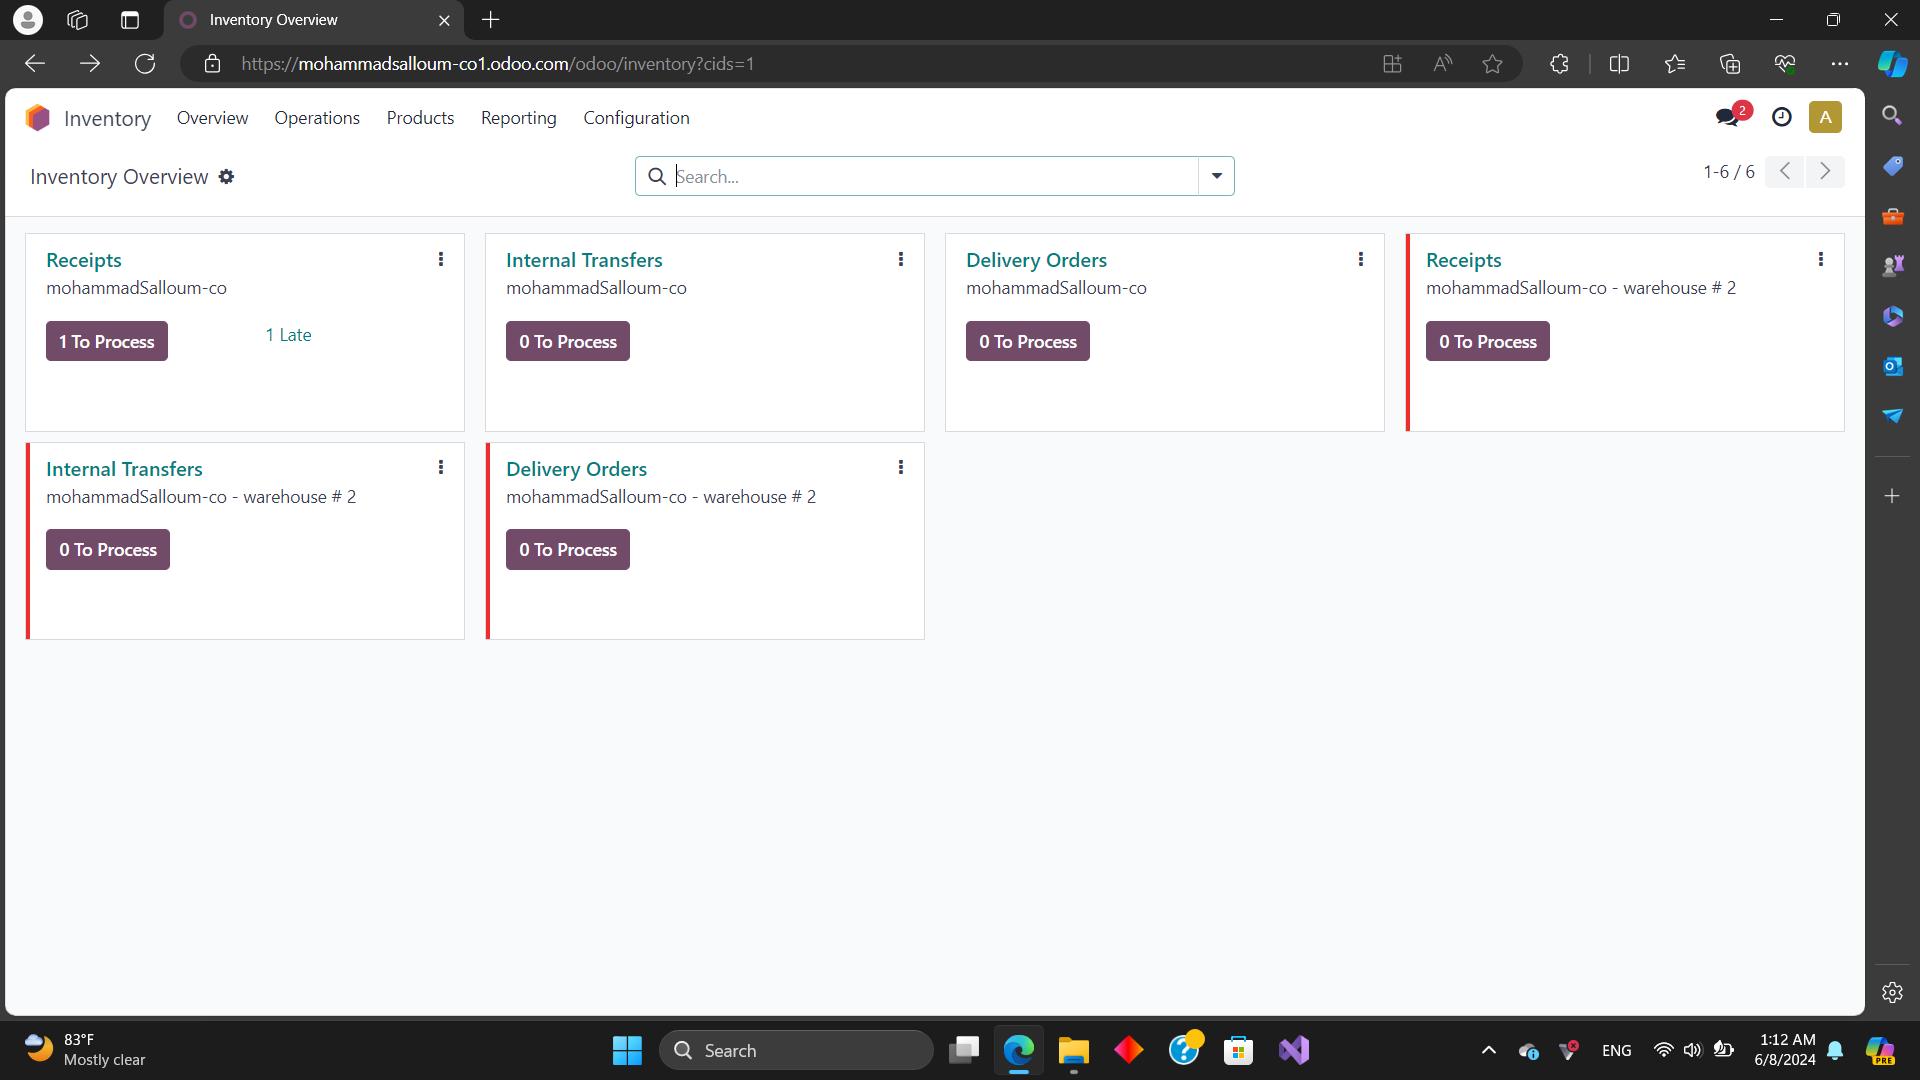 Inventory Overview
https://mohammadsalloum-co1.odoo.com/odoo/inventory?cids=1
Inventory
Overview
Operations
Products
Reporting
Configuration
2
A
Inventory Overview
Search...
1-6 / 6
Receipts
mohammadSalloum-co
1 To Process
1 Late
Internal Transfers
mohammadSalloum-co
0 To Process
Delivery Orders
mohammadSalloum-co
0 To Process
Receipts
mohammadSalloum-co - warehouse # 2
0 To Process
Internal Transfers
mohammadSalloum-co - warehouse # 2
0 To Process
Delivery Orders
mohammadSalloum-co - warehouse # 2
0 To Process
83°F
Mostly clear
Search
ENG
1:12 AM
6/8/2024
PRE